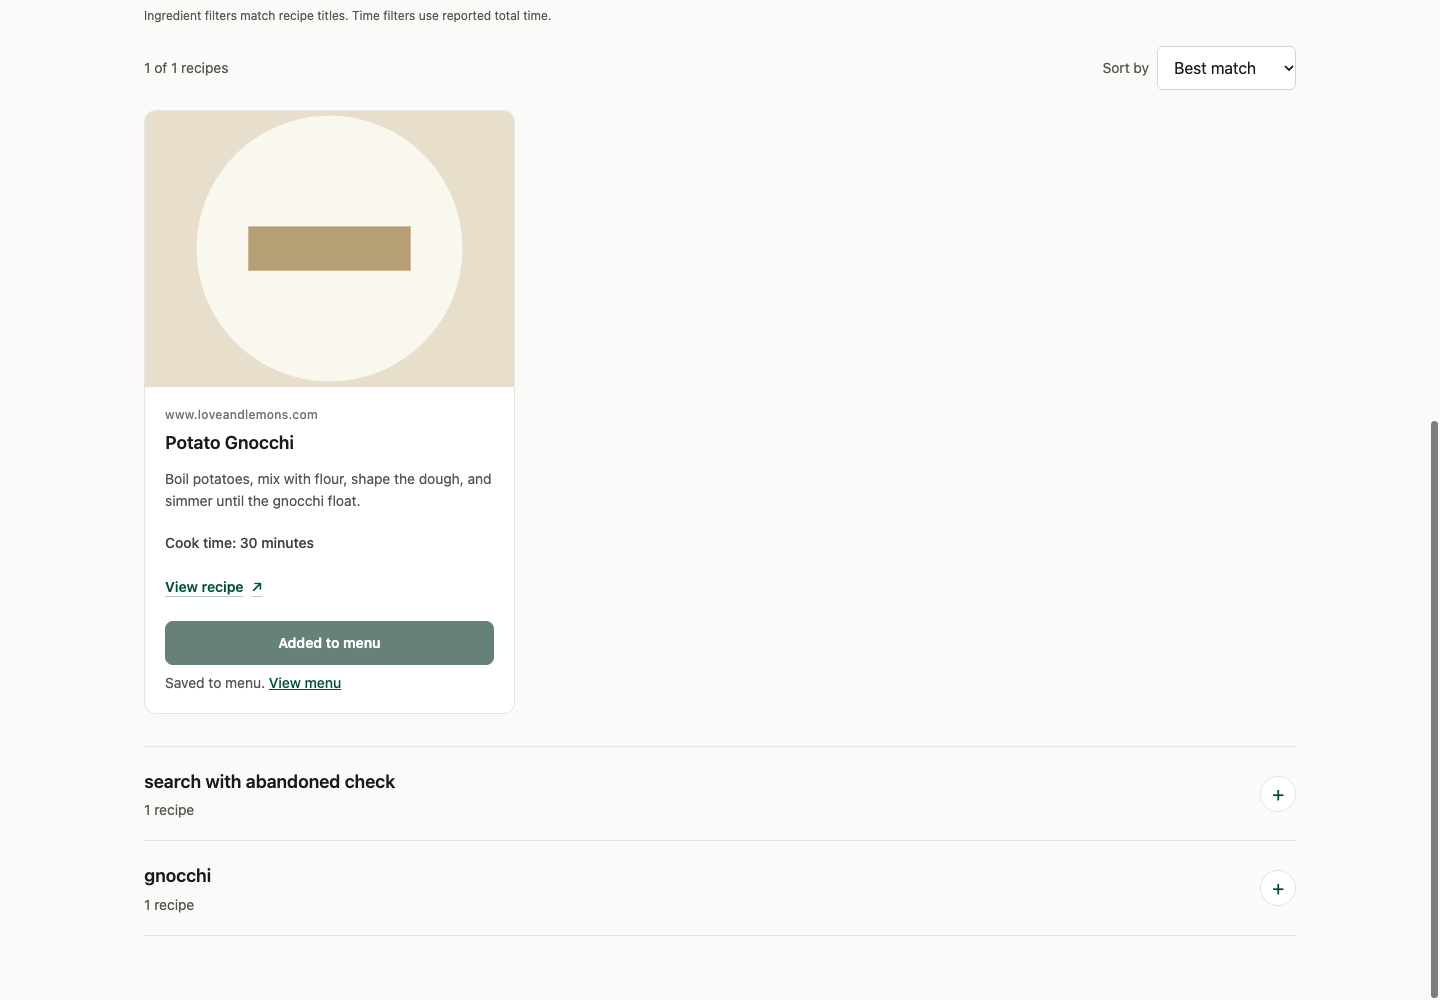 Ingredient filters match recipe titles. Time filters use reported total time.
1 of 1 recipes
Sort by
Best match
www.loveandlemons.com
Potato Gnocchi
Boil potatoes, mix with flour, shape the dough, and
simmer until the gnocchi float.
Cook time: 30 minutes
View recipe ↗
Added to menu
Saved to menu. View menu
search with abandoned check
1 recipe
+
gnocchi
1 recipe
+